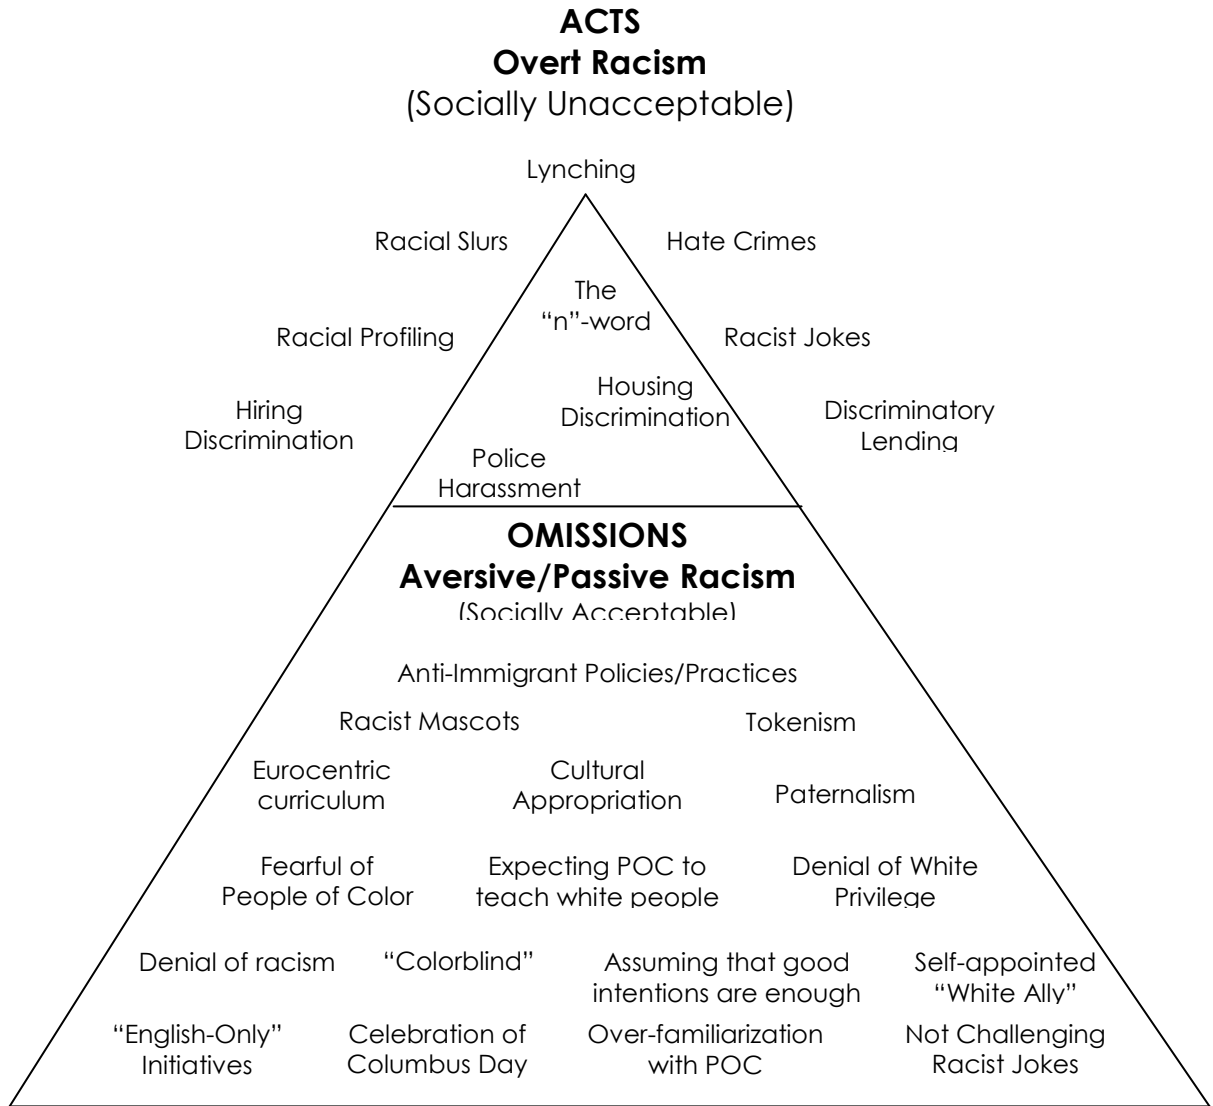 ACTS
Overt Racism
(Socially Unacceptable)
Lynching
Racial Slurs
Hate Crimes
The
“n”-word
Racial Profiling
Racist Jokes
Housing
Discrimination
Hiring
Discrimination
Discriminatory
Lending
Police
Harassment
OMISSIONS
Aversive/Passive Racism
(Socially Acceptable)
Anti-Immigrant Policies/Practices
Racist Mascots
Tokenism
Eurocentric
curriculum
Cultural
Appropriation
Paternalism
Fearful of
People of Color
Expecting POC to
teach white people
Denial of White
Privilege
Denial of racism
“Colorblind”
Assuming that good
intentions are enough
Self-appointed
“White Ally”
“English-Only”
Initiatives
Celebration of
Columbus Day
Over-familiarization
with POC
Not Challenging
Racist Jokes